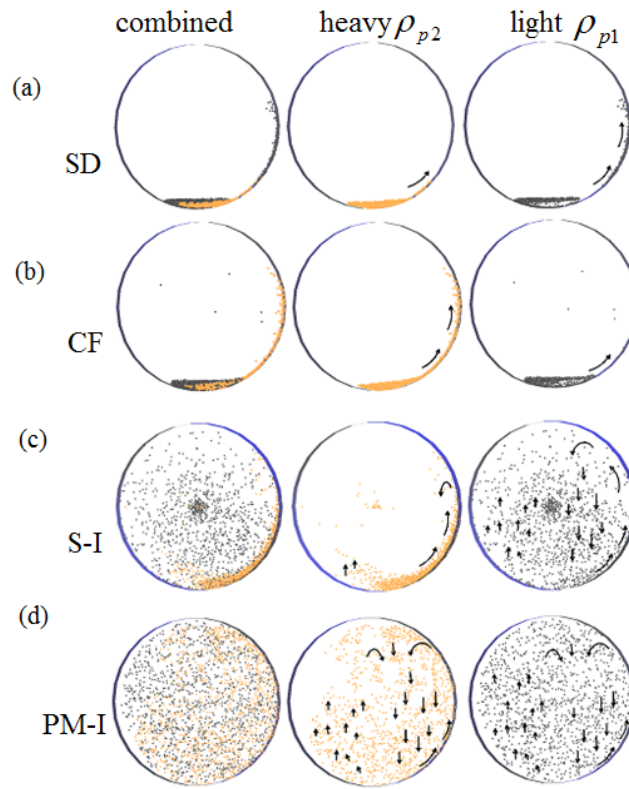 combined heavy ρp2 light ρp1
(a)
SD
(b)
CF
(c)
S-I
(d)
PM-I